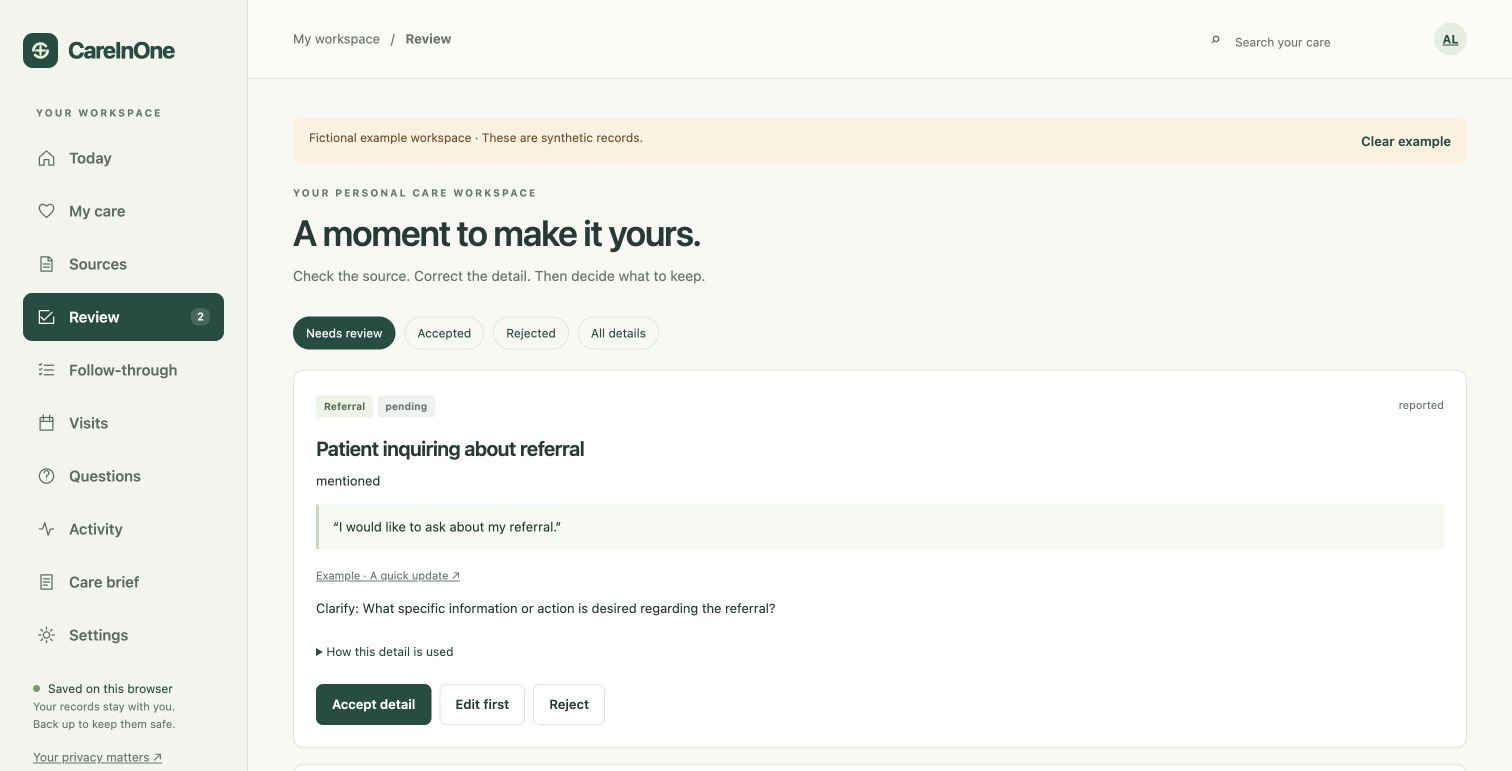 CareInOne
YOUR WORKSPACE
Today
My care
Sources
Review 2
Follow-through
Visits
Questions
Activity
Care brief
Settings
Saved on this browser
Your records stay with you.
Back up to keep them safe.
Your privacy matters ↗
My workspace / Review
Search your care
AL
Fictional example workspace · These are synthetic records.
Clear example
YOUR PERSONAL CARE WORKSPACE
A moment to make it yours.
Check the source. Correct the detail. Then decide what to keep.
Needs review Accepted Rejected All details
Referral pending
reported
Patient inquiring about referral
mentioned
“I would like to ask about my referral.”
Example · A quick update ↗
Clarify: What specific information or action is desired regarding the referral?
How this detail is used
Accept detail Edit first Reject